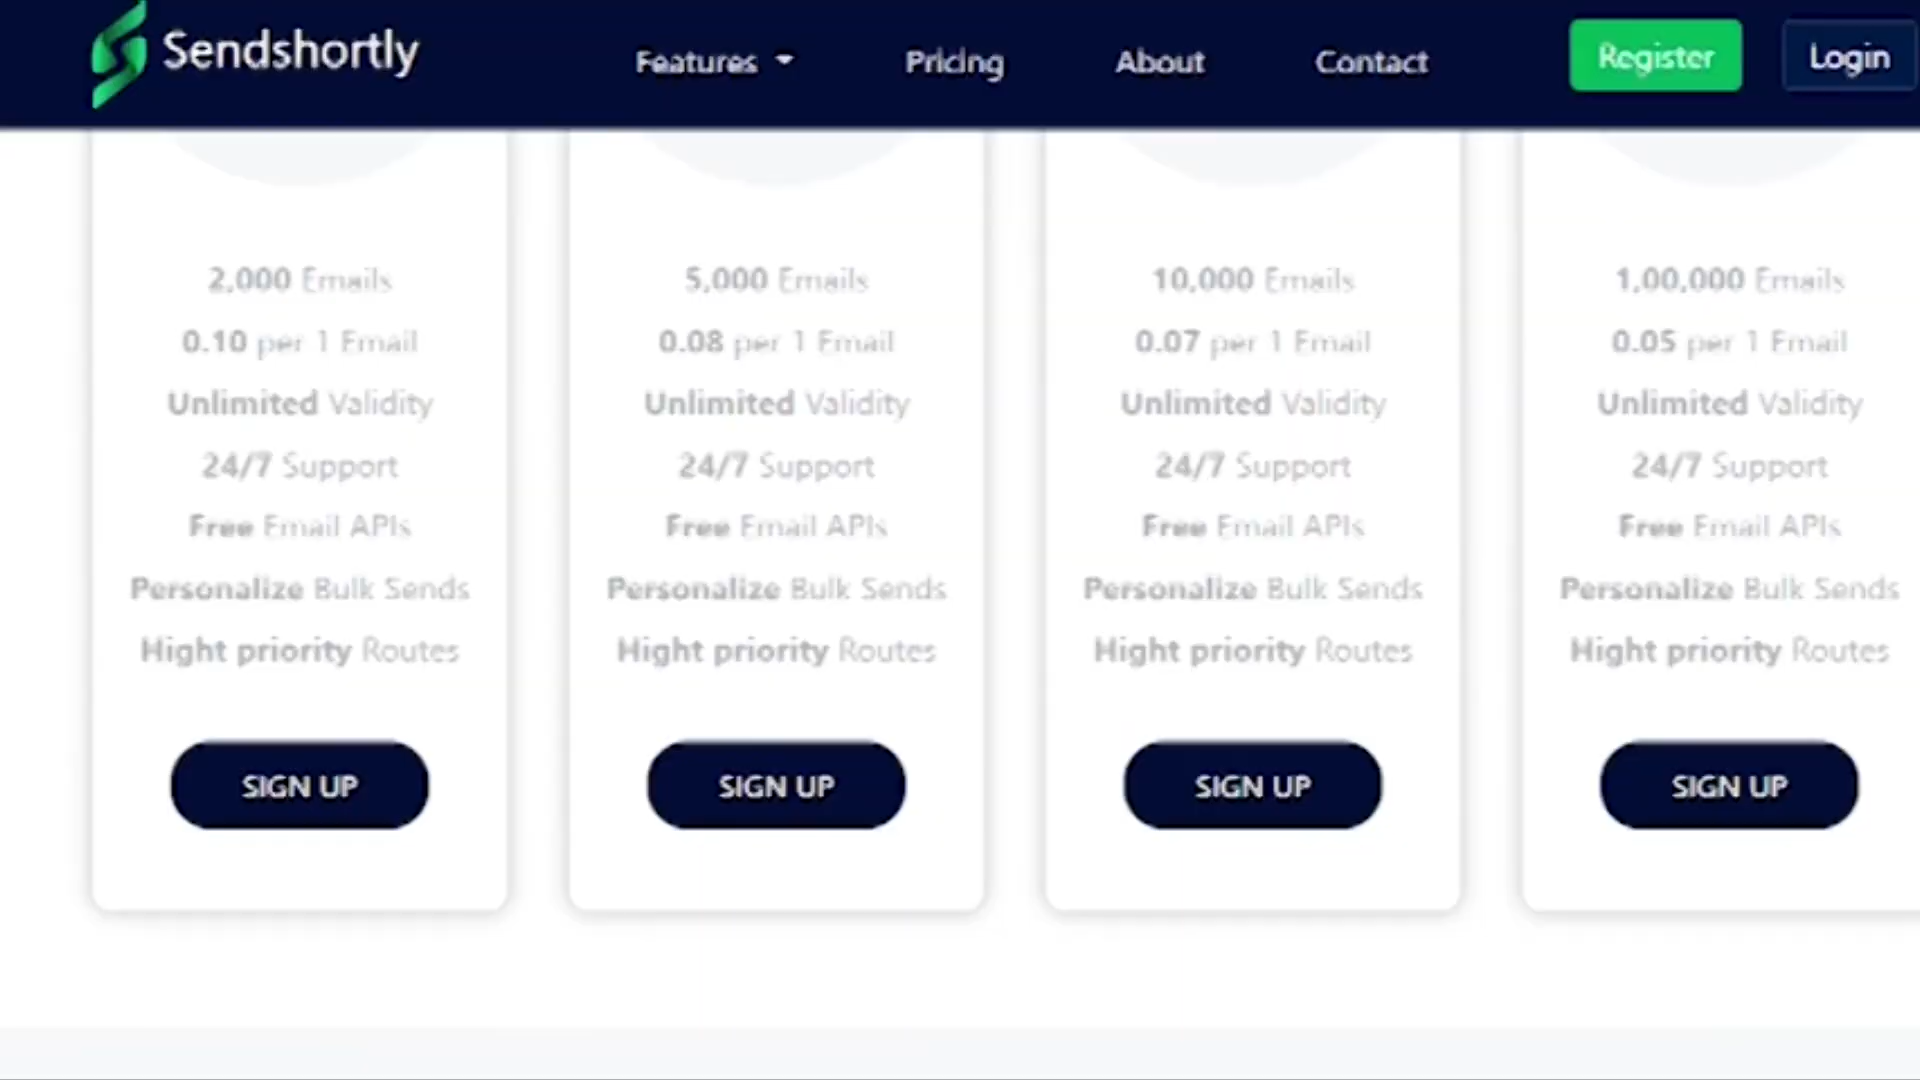 Sendshortly
Features Pricing About Contact Register Login
2,000 Emails
0.10 per 1 Email
Unlimited Validity
24/7 Support
Free Email APIs
Personalize Bulk Sends
Hight priority Routes
SIGN UP
5,000 Emails
0.08 per 1 Email
Unlimited Validity
24/7 Support
Free Email APIs
Personalize Bulk Sends
Hight priority Routes
SIGN UP
10,000 Emails
0.07 per 1 Email
Unlimited Validity
24/7 Support
Free Email APIs
Personalize Bulk Sends
Hight priority Routes
SIGN UP
1,00,000 Emails
0.05 per 1 Email
Unlimited Validity
24/7 Support
Free Email APIs
Personalize Bulk Sends
Hight priority Routes
SIGN UP